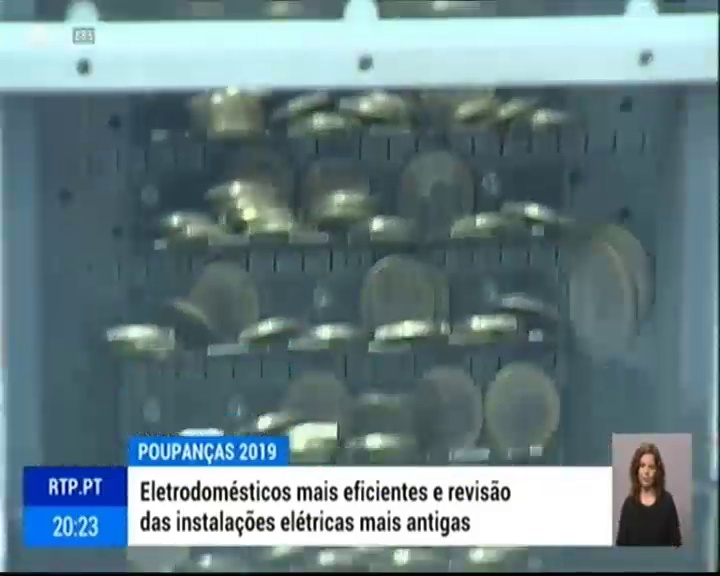 POUPANÇAS 2019
RTP.PT
Eletrodomésticos mais eficientes e revisão
20:23
das instalações elétricas mais antigas